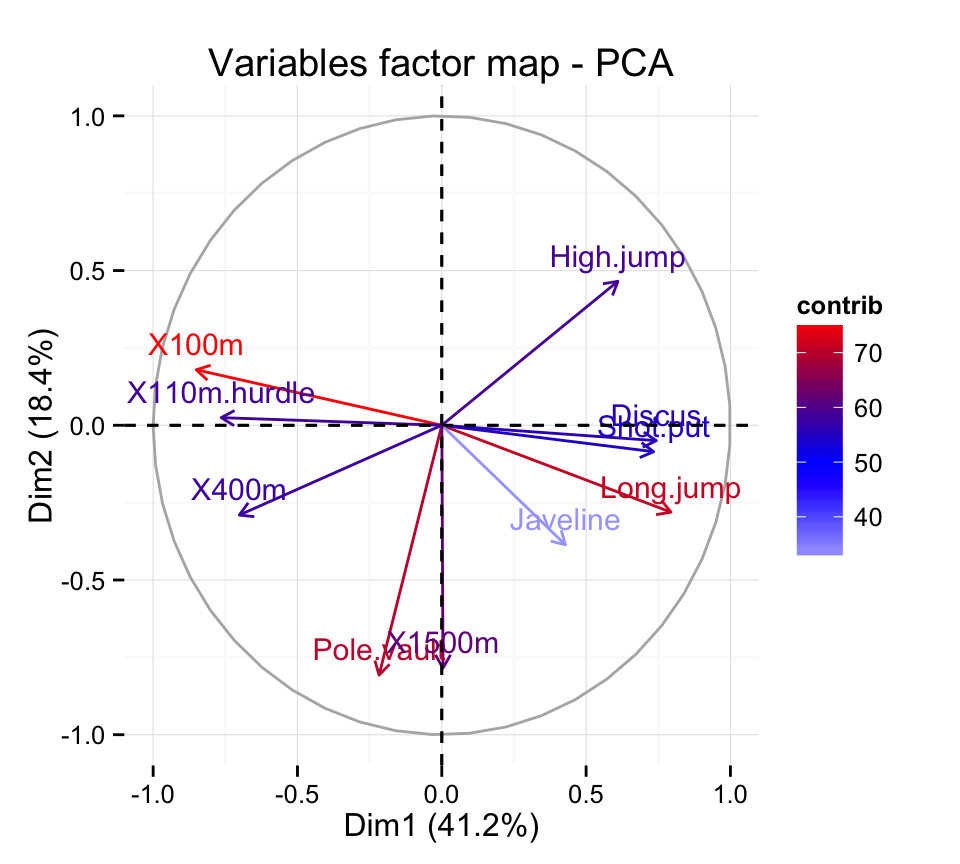 Variables factor map - PCA
1.0
0.5
0.0
-0.5
-1.0
Dim2 (18.4%)
High.jump
X100m
X110m.hurdle
Discus
Shot.put
X400m
Long.jump
Javeline
X1500m
Pole.vault
-1.0
-0.5
0.0
0.5
1.0
Dim1 (41.2%)
contrib
70
60
50
40